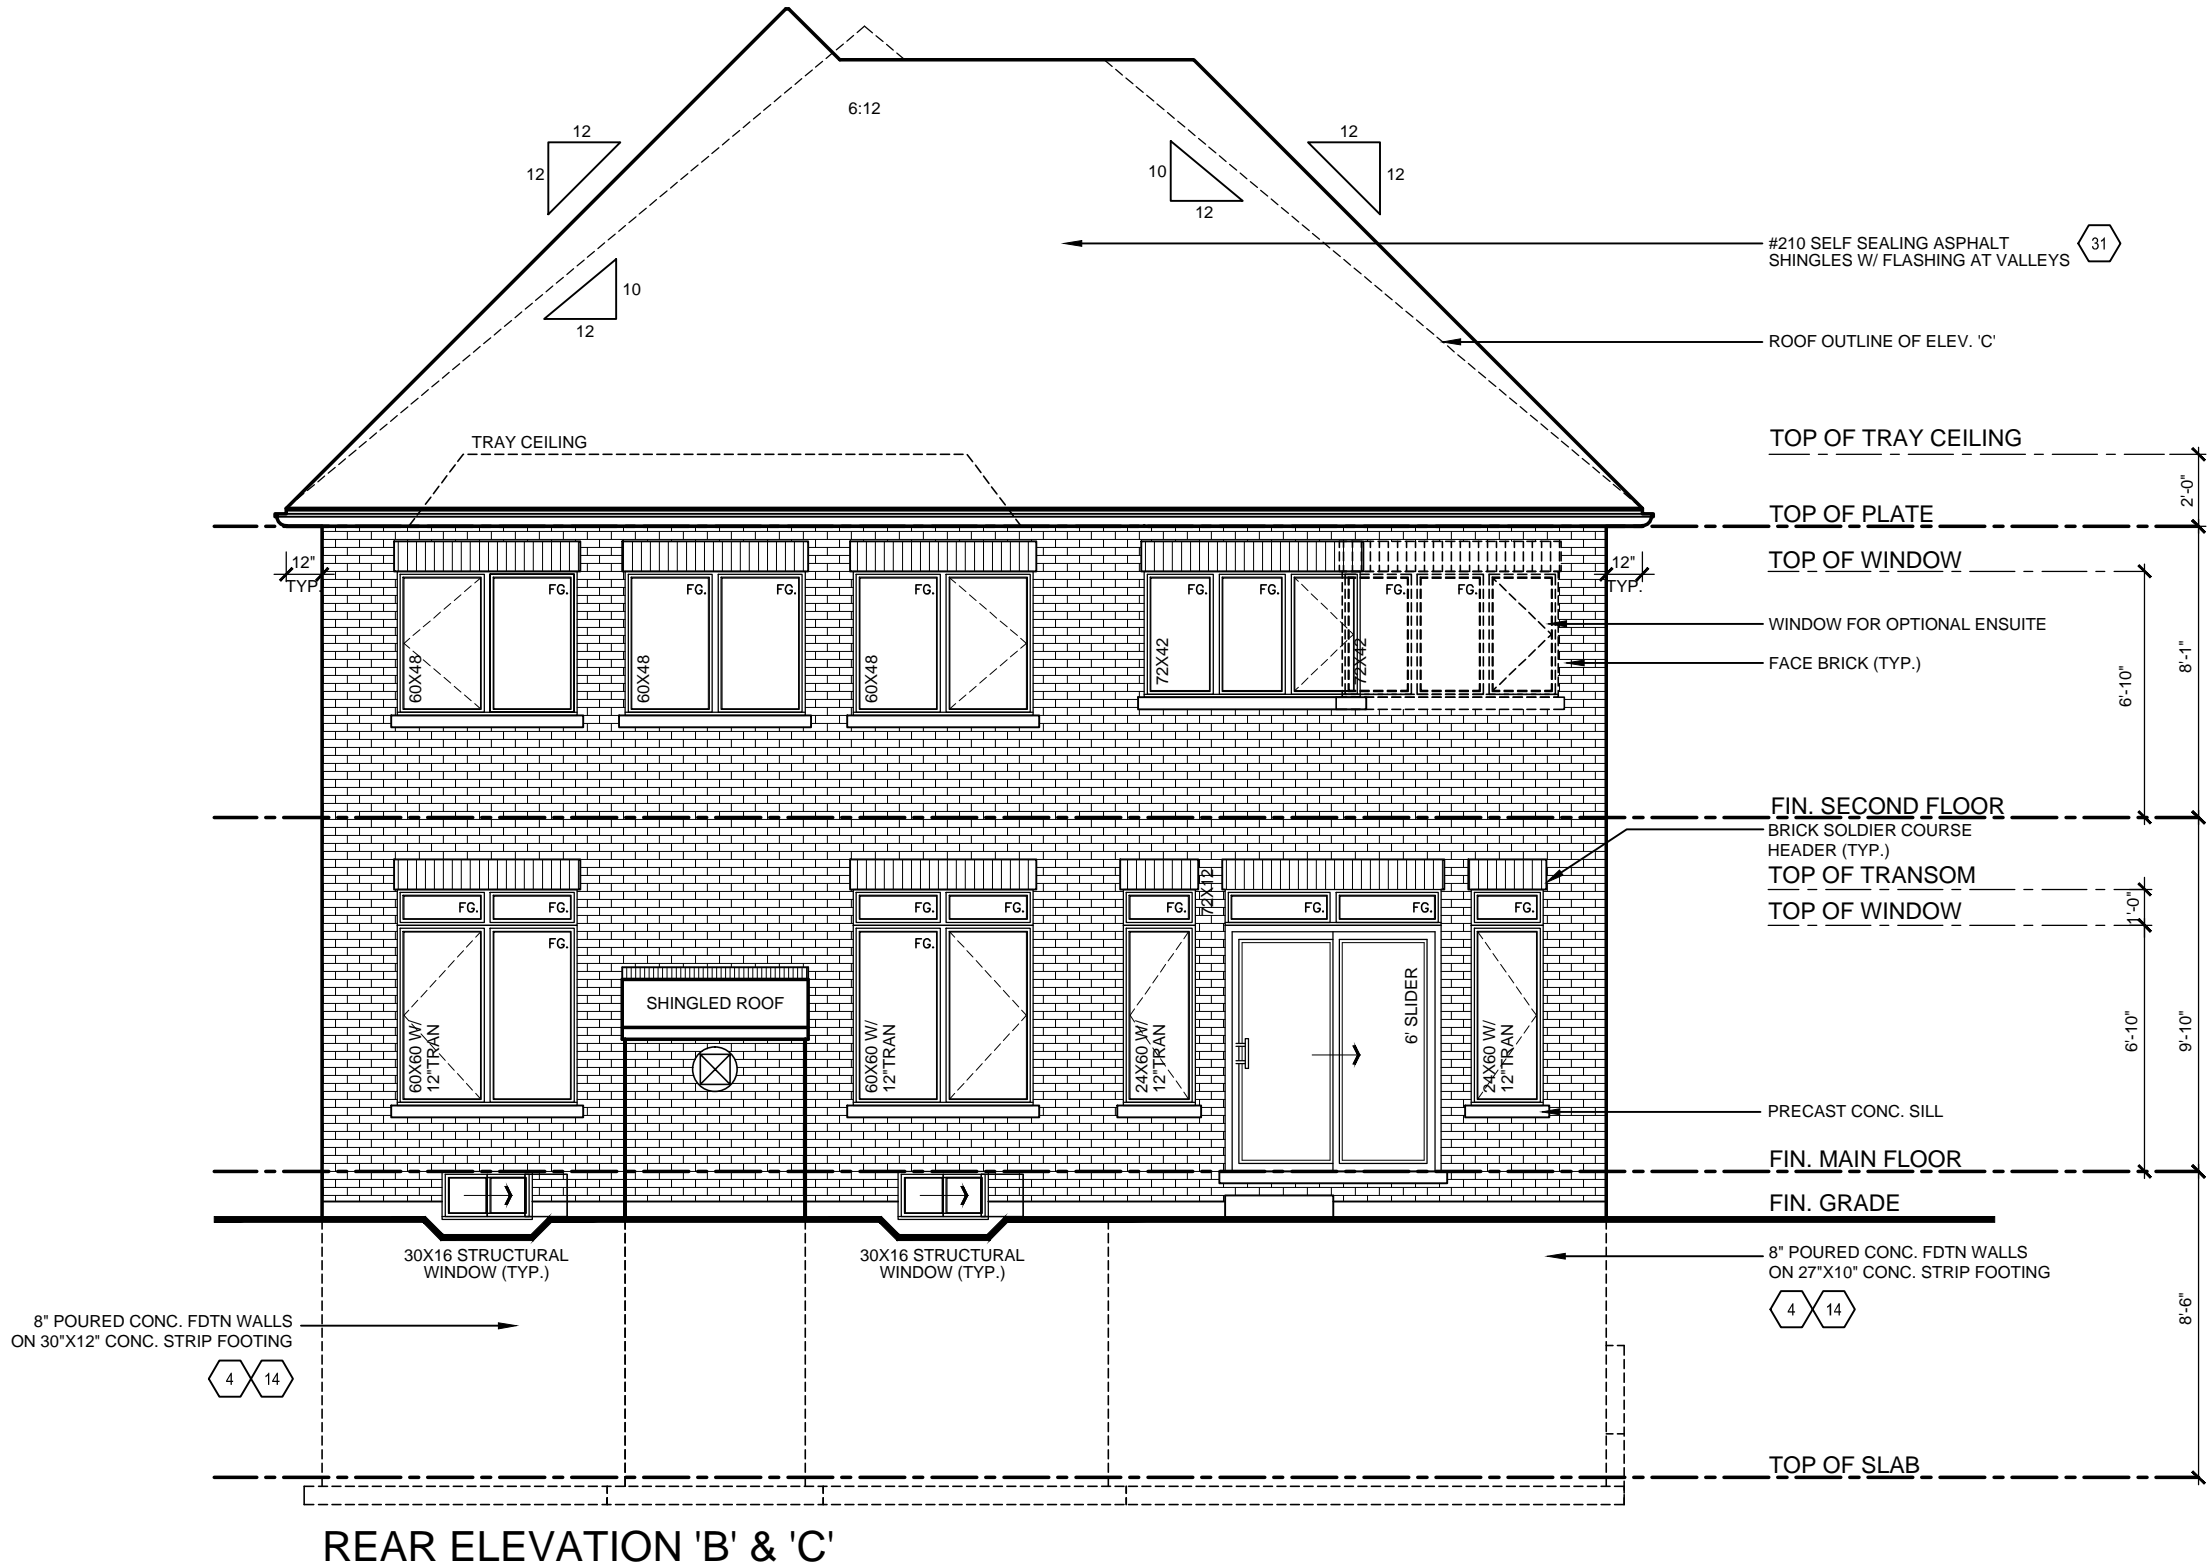 6:12
12
12
12
10
12
12
12
10
12
#210 SELF SEALING ASPHALT
SHINGLES W/ FLASHING AT VALLEYS
31
ROOF OUTLINE OF ELEV. 'C'
TRAY CEILING
TOP OF TRAY CEILING
2'-0"
TOP OF PLATE
12"
TYP.
12"
TYP.
TOP OF WINDOW
FG.
FG.
FG.
FG.
FG.
FG.
FG.
FG.
60X48
60X48
60X48
72X42
72X42
WINDOW FOR OPTIONAL ENSUITE
FACE BRICK (TYP.)
6'-10"
8'-1"
FIN. SECOND FLOOR
BRICK SOLDIER COURSE
HEADER (TYP.)
TOP OF TRANSOM
TOP OF WINDOW
1'-0"
72X12
FG.
FG.
FG.
FG.
FG.
FG.
FG.
FG.
FG.
FG.
SHINGLED ROOF
60X60 W/
12"TRAN
60X60 W/
12"TRAN
24X60 W/
12"TRAN
6' SLIDER
24X60 W/
12"TRAN
6'-10"
9'-10"
PRECAST CONC. SILL
FIN. MAIN FLOOR
FIN. GRADE
30X16 STRUCTURAL
WINDOW (TYP.)
30X16 STRUCTURAL
WINDOW (TYP.)
8" POURED CONC. FDTN WALLS
ON 27"X10" CONC. STRIP FOOTING
4
14
8" POURED CONC. FDTN WALLS
ON 30"X12" CONC. STRIP FOOTING
4
14
8'-6"
TOP OF SLAB
REAR ELEVATION 'B' & 'C'